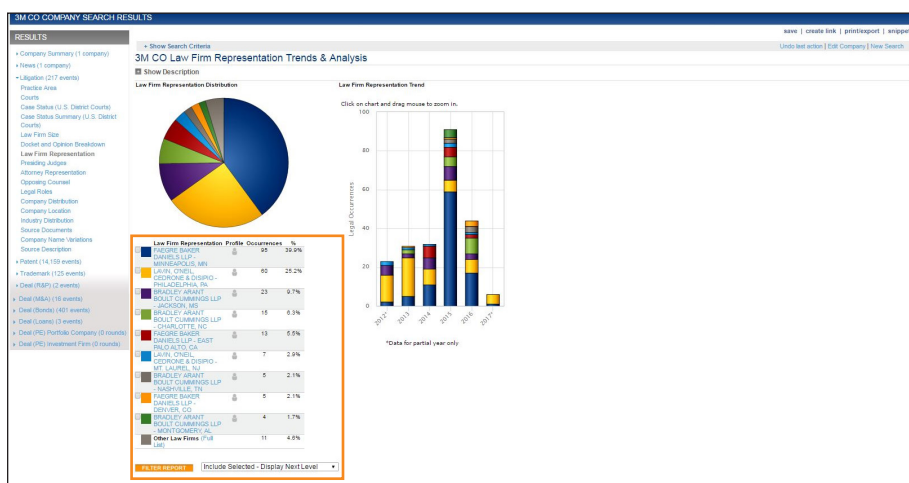 3M CO COMPANY SEARCH RESULTS
save | create link | print/export | snippet
RESULTS
+ Show Search Criteria
Undo last action | Edit Company | New Search
Company Summary (1 company)
News (1 company)
Litigation (217 events)
Practice Area
Courts
Case Status (U.S. District Courts)
Case Status Summary (U.S. District
Courts)
Law Firm Size
Docket and Opinion Breakdown
Law Firm Representation
Presiding Judges
Attorney Representation
Opposing Counsel
Legal Roles
Company Distribution
Company Location
Industry Distribution
Source Documents
Company Name Variations
Source Description
Patent (14,159 events)
Trademark (125 events)
Deal (R&P) (2 events)
Deal (M&A) (16 events)
Deal (Bonds) (401 events)
Deal (Loans) (3 events)
Deal (PE) Portfolio Company (0 rounds)
Deal (PE) Investment Firm (0 rounds)
3M CO Law Firm Representation Trends & Analysis
+ Show Description
Law Firm Representation Distribution
Law Firm Representation Trend
Click on chart and drag mouse to zoom in.
100
80
60
40
20
0
Legal Occurrences
2012* 2013 2014 2015 2016 2017*
*Data for partial year only
Law Firm Representation Profile Occurrences %
FAEGRE BAKER
DANIELS LLP -
MINNEAPOLIS, MN
95 39.9%
LAVIN, O'NEIL,
CEDRONE & DISIPIO -
PHILADELPHIA, PA
60 25.2%
BRADLEY ARANT
BOULT CUMMINGS LLP
- JACKSON, MS
23 9.7%
BRADLEY ARANT
BOULT CUMMINGS LLP
- CHARLOTTE, NC
15 6.3%
FAEGRE BAKER
DANIELS LLP - EAST
PALO ALTO, CA
13 5.5%
LAVIN, O'NEIL,
CEDRONE & DISIPIO -
MT. LAUREL, NJ
7 2.9%
BRADLEY ARANT
BOULT CUMMINGS LLP
- NASHVILLE, TN
5 2.1%
FAEGRE BAKER
DANIELS LLP -
DENVER, CO
5 2.1%
BRADLEY ARANT
BOULT CUMMINGS LLP
- MONTGOMERY, AL
4 1.7%
Other Law Firms (Full
List)
11 4.6%
FILTER REPORT
Include Selected - Display Next Level